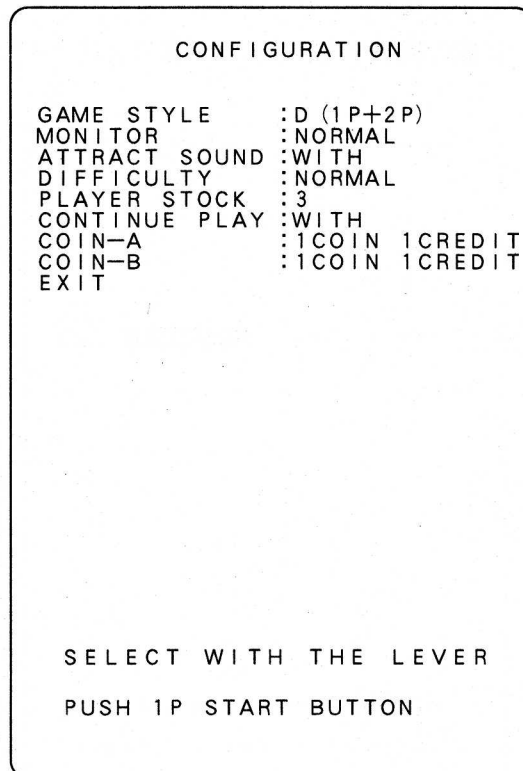 CONFIGURATION
GAME STYLE :D (1P+2P)
MONITOR :NORMAL
ATTRACT SOUND :WITH
DIFFICULTY :NORMAL
PLAYER STOCK :3
CONTINUE PLAY :WITH
COIN-A :1COIN 1CREDIT
COIN-B :1COIN 1CREDIT
EXIT
SELECT WITH THE LEVER
PUSH 1P START BUTTON